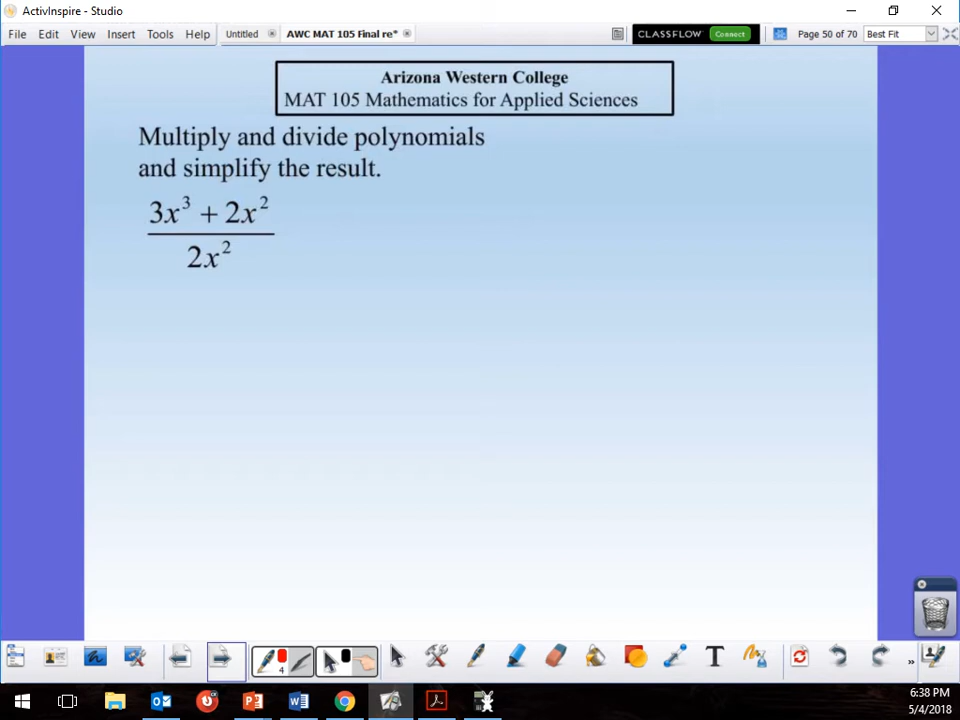 ActivInspire - Studio
File Edit View Insert Tools Help Untitled AWC MAT 105 Final re* CLASSFLOW Connect Page 50 of 70 Best Fit
Arizona Western College
MAT 105 Mathematics for Applied Sciences
Multiply and divide polynomials
and simplify the result.
3x³ + 2x²
2x²
4 T »
6:38 PM
5/4/2018